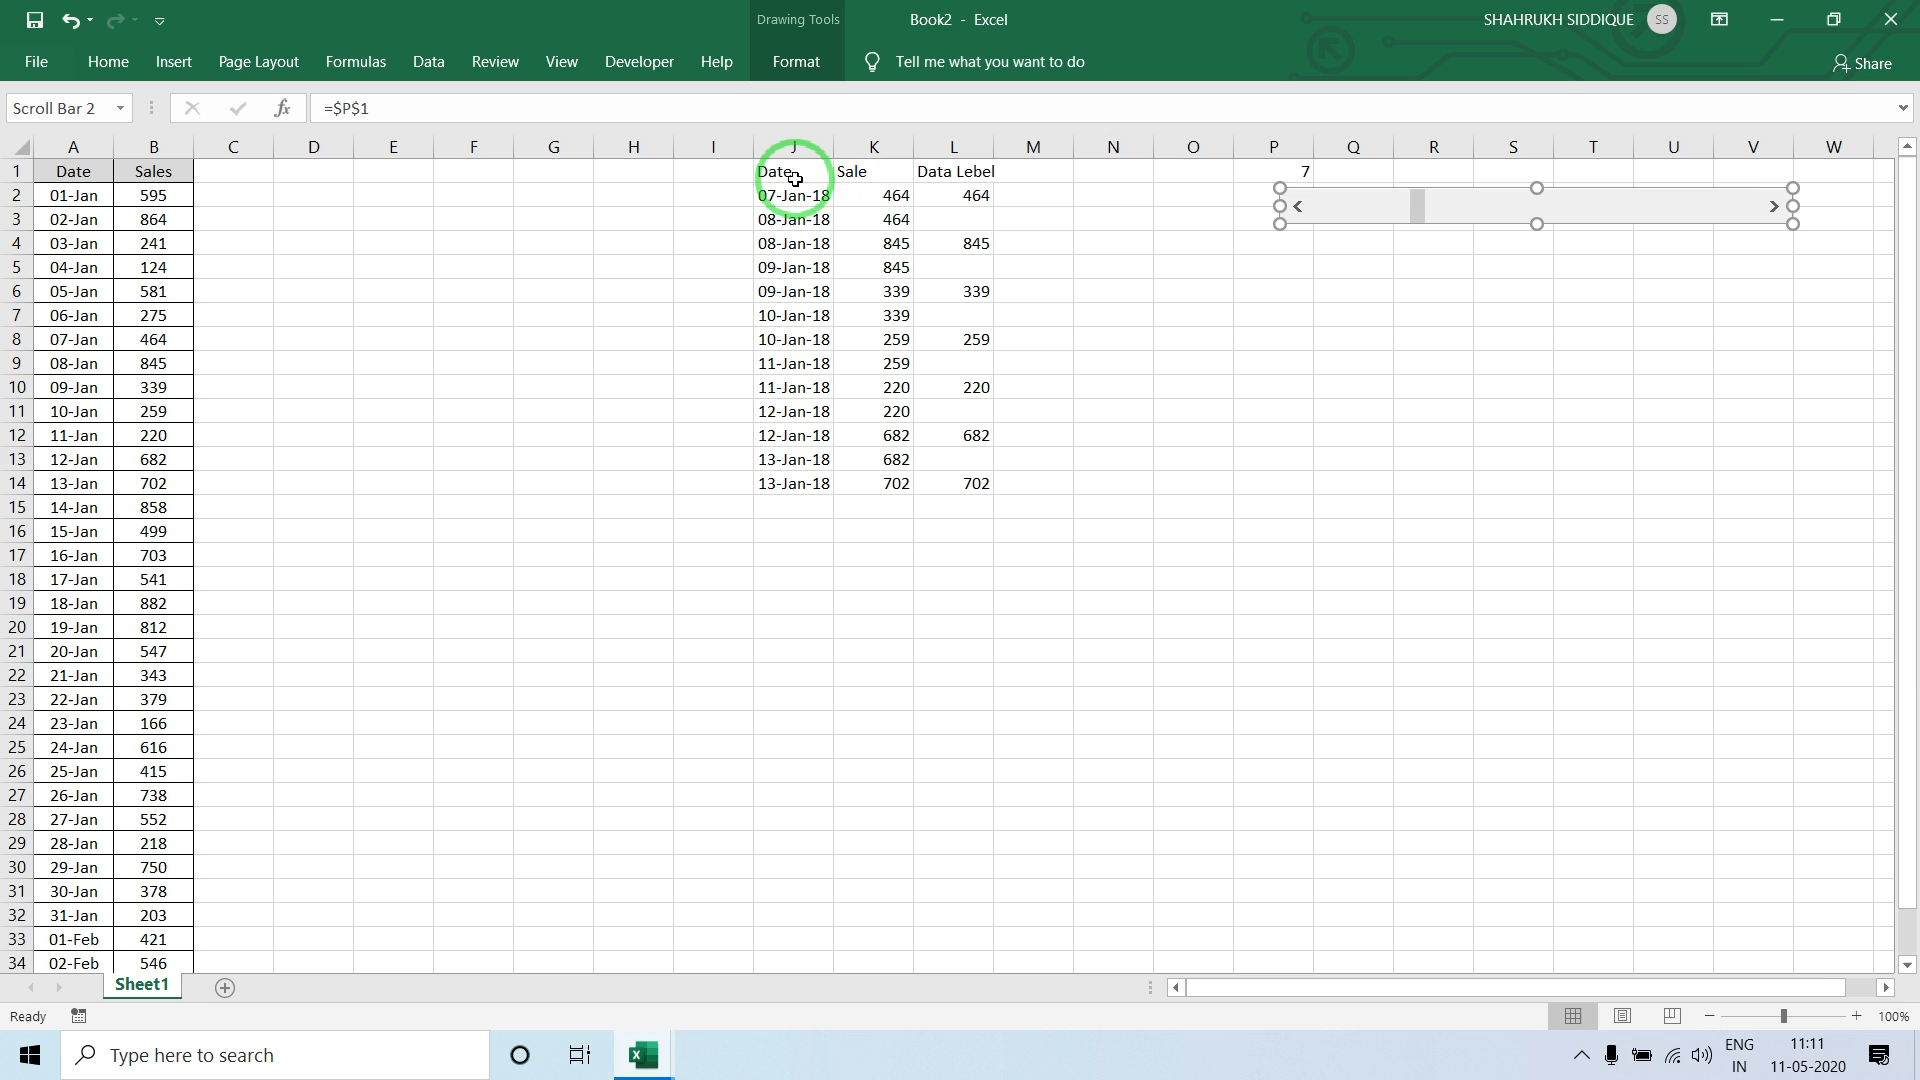 Drawing Tools
Book2 - Excel
SHAHRUKH SIDDIQUE SS
File Home Insert Page Layout Formulas Data Review View Developer Help Format Tell me what you want to do Share
Scroll Bar 2 fx =$P$1
A B C D E F G H I J K L M N O P Q R S T U V W
1 Date Sales Date Sale Data Lebel 7
2 01-Jan 595 07-Jan-18 464 464
3 02-Jan 864 08-Jan-18 464
4 03-Jan 241 08-Jan-18 845 845
5 04-Jan 124 09-Jan-18 845
6 05-Jan 581 09-Jan-18 339 339
7 06-Jan 275 10-Jan-18 339
8 07-Jan 464 10-Jan-18 259 259
9 08-Jan 845 11-Jan-18 259
10 09-Jan 339 11-Jan-18 220 220
11 10-Jan 259 12-Jan-18 220
12 11-Jan 220 12-Jan-18 682 682
13 12-Jan 682 13-Jan-18 682
14 13-Jan 702 13-Jan-18 702 702
15 14-Jan 858
16 15-Jan 499
17 16-Jan 703
18 17-Jan 541
19 18-Jan 882
20 19-Jan 812
21 20-Jan 547
22 21-Jan 343
23 22-Jan 379
24 23-Jan 166
25 24-Jan 616
26 25-Jan 415
27 26-Jan 738
28 27-Jan 552
29 28-Jan 218
30 29-Jan 750
31 30-Jan 378
32 31-Jan 203
33 01-Feb 421
34 02-Feb 546
Sheet1
Ready 100%
Type here to search
ENG 11:11
IN 11-05-2020